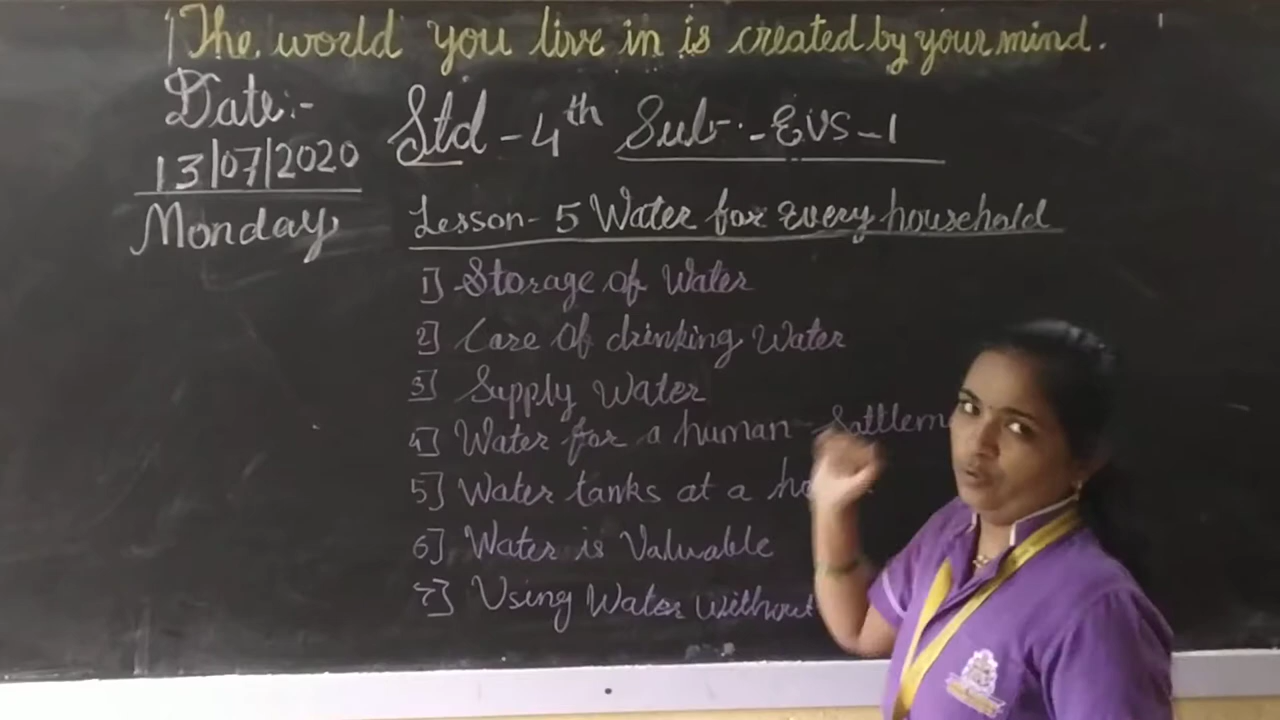 The world you live in is created by your mind.
Date:-
13/07/2020
Monday
Std - 4th Sub - EVS - 1
Lesson - 5 Water for Every household
1] Storage of Water
2] Care Of drinking Water
3] Supply Water
4] Water for a human - Sattlem
5] Water tanks at a ho
6] Water is Valuable
7] Using Water without